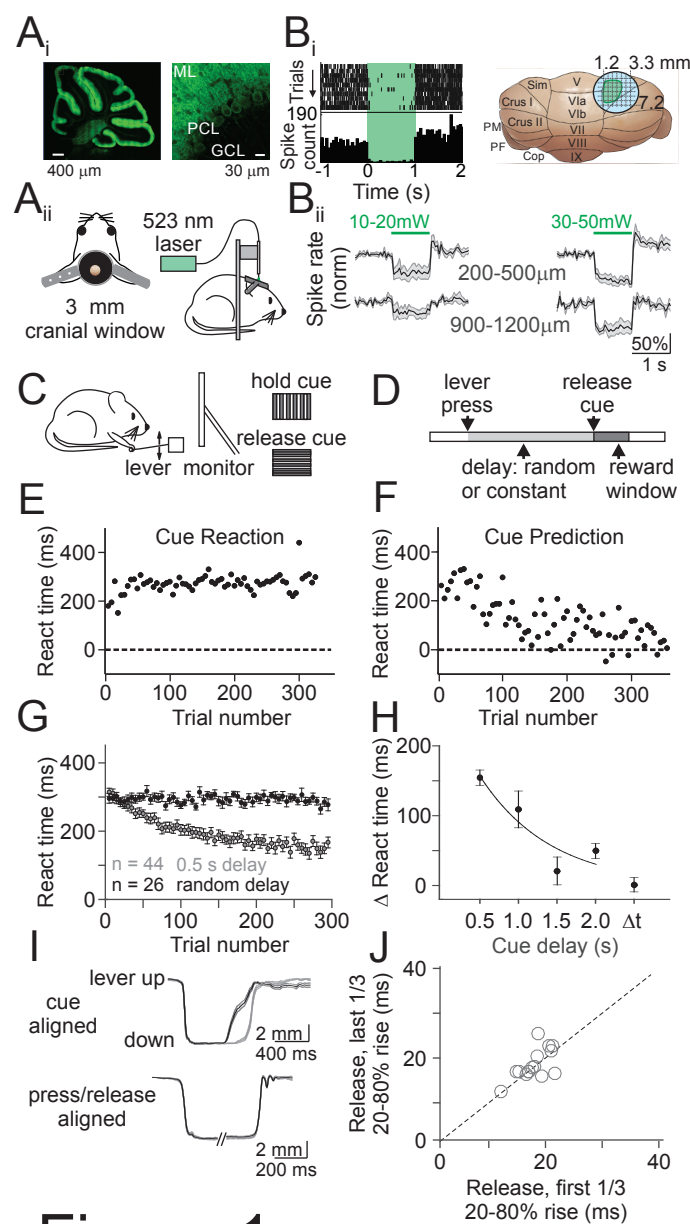 Ai
ML
PCL
GCL
400 µm
30 µm
Bi
Trials
190
Spike
count
-1 0 1 2
Time (s)
1.2 3.3 mm
7.2
Sim
Crus I
Crus II
PM
PF
Cop
V
VIa
VIb
VII
VIII
IX
Aii
523 nm
laser
3 mm
cranial window
Bii
10-20mW
30-50mW
Spike rate
(norm)
200-500µm
900-1200µm
50%
1 s
C
lever
monitor
hold cue
release cue
D
lever
press
release
cue
delay: random
or constant
reward
window
E
Cue Reaction
React time (ms)
400
200
0
0 100 200 300
Trial number
F
Cue Prediction
React time (ms)
400
200
0
0 100 200 300
Trial number
G
React time (ms)
400
200
0
n = 44 0.5 s delay
n = 26 random delay
0 100 200 300
Trial number
H
Δ React time (ms)
200
100
0
0.5 1.0 1.5 2.0 Δt
Cue delay (s)
I
lever up
cue
aligned
down
2 mm
400 ms
press/release
aligned
2 mm
200 ms
J
Release, last 1/3
20-80% rise (ms)
40
20
0
0 20 40
Release, first 1/3
20-80% rise (ms)